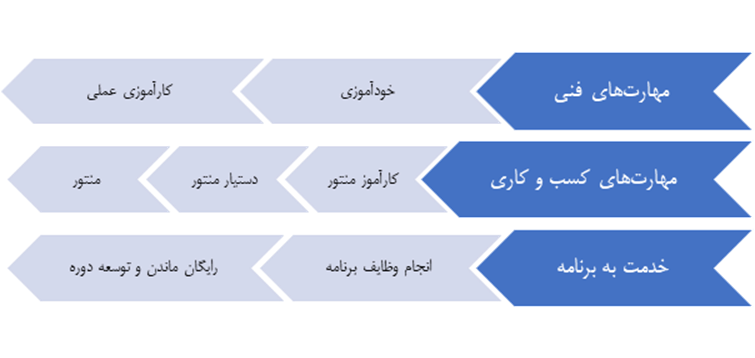 مهارت‌های فنی
خودآموزی
کارآموزی عملی
مهارت‌های کسب و کاری
کارآموز منتور
دستیار منتور
منتور
خدمت به برنامه
انجام وظایف برنامه
رایگان ماندن و توسعه دوره